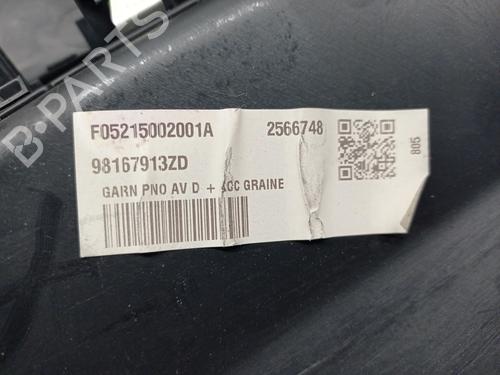 B-PARTS
F05215002001A 2566748
98167913ZD
GARN PNO AV D + ACC GRAINE
805